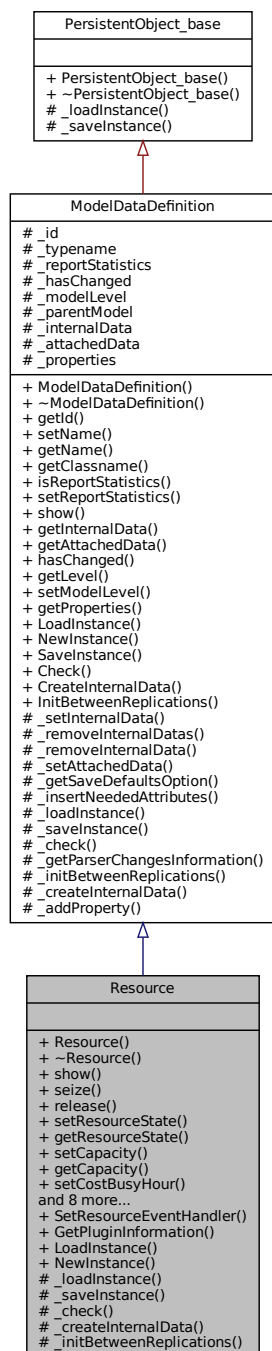 PersistentObject_base
+ PersistentObject_base()
+ ~PersistentObject_base()
# _loadInstance()
# _saveInstance()
ModelDataDefinition
# _id
# _typename
# _reportStatistics
# _hasChanged
# _modelLevel
# _parentModel
# _internalData
# _attachedData
# _properties
+ ModelDataDefinition()
+ ~ModelDataDefinition()
+ getId()
+ setName()
+ getName()
+ getClassname()
+ isReportStatistics()
+ setReportStatistics()
+ show()
+ getInternalData()
+ getAttachedData()
+ hasChanged()
+ getLevel()
+ setModelLevel()
+ getProperties()
+ LoadInstance()
+ NewInstance()
+ SaveInstance()
+ Check()
+ CreateInternalData()
+ InitBetweenReplications()
# _setInternalData()
# _removeInternalDatas()
# _removeInternalData()
# _setAttachedData()
# _getSaveDefaultsOption()
# _insertNeededAttributes()
# _loadInstance()
# _saveInstance()
# _check()
# _getParserChangesInformation()
# _initBetweenReplications()
# _createInternalData()
# _addProperty()
Resource
+ Resource()
+ ~Resource()
+ show()
+ seize()
+ release()
+ setResourceState()
+ getResourceState()
+ setCapacity()
+ getCapacity()
+ setCostBusyHour()
and 8 more...
+ SetResourceEventHandler()
+ GetPluginInformation()
+ LoadInstance()
+ NewInstance()
# _loadInstance()
# _saveInstance()
# _check()
# _createInternalData()
# _initBetweenReplications()